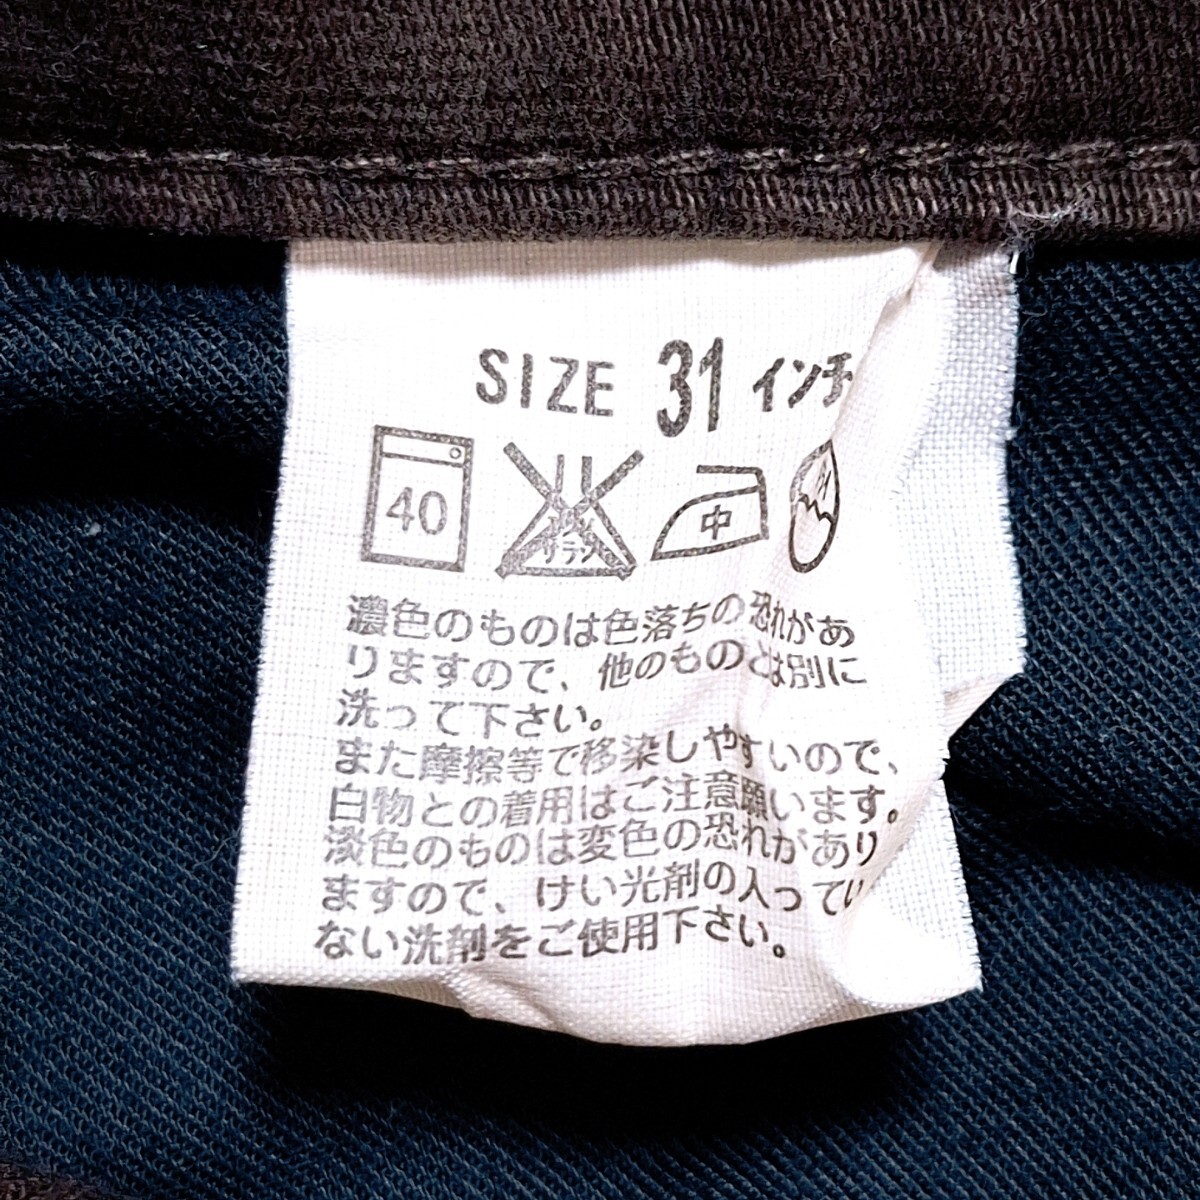 SIZE 31 インチ
40
中
濃色のものは色落ちの恐れがあ
りますので、他のものとは別に
洗って下さい。
また摩擦等で移染しやすいので、
白物との着用はご注意願います。
淡色のものは変色の恐れがあり
ますので、けい光剤の入ってい
ない洗剤をご使用下さい。